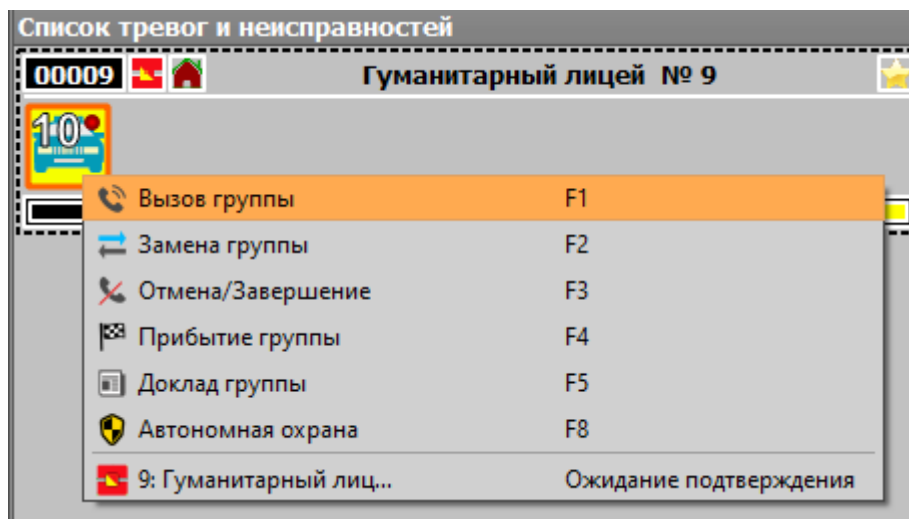 Список тревог и неисправностей
00009 Гуманитарный лицей № 9
10
Вызов группы F1
Замена группы F2
Отмена/Завершение F3
Прибытие группы F4
Доклад группы F5
Автономная охрана F8
9: Гуманитарный лиц... Ожидание подтверждения